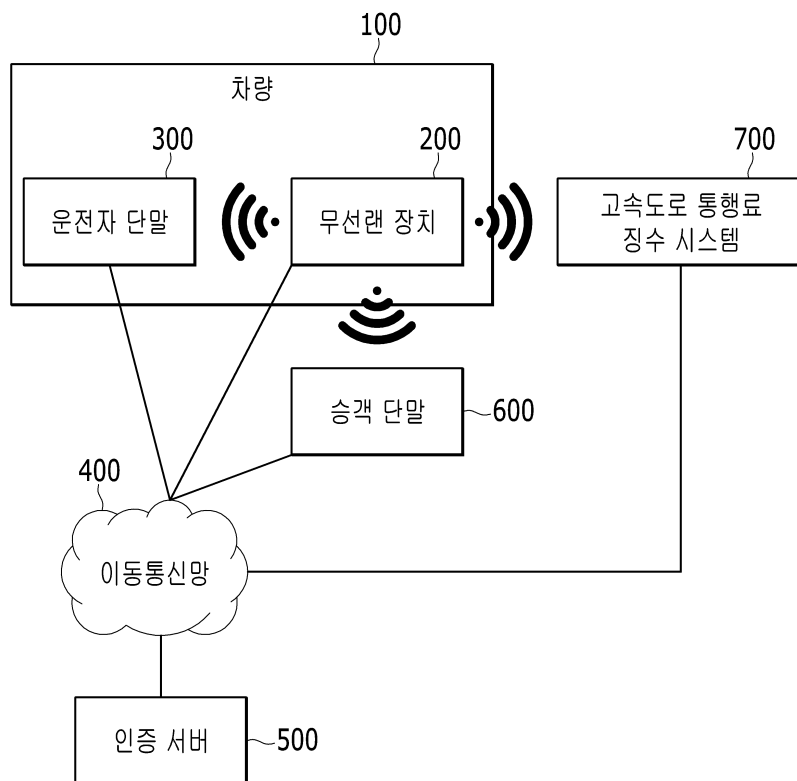 100
차량
300
200
700
운전자 단말
무선랜 장치
고속도로 통행료
징수 시스템
승객 단말
600
400
이동통신망
인증 서버
500